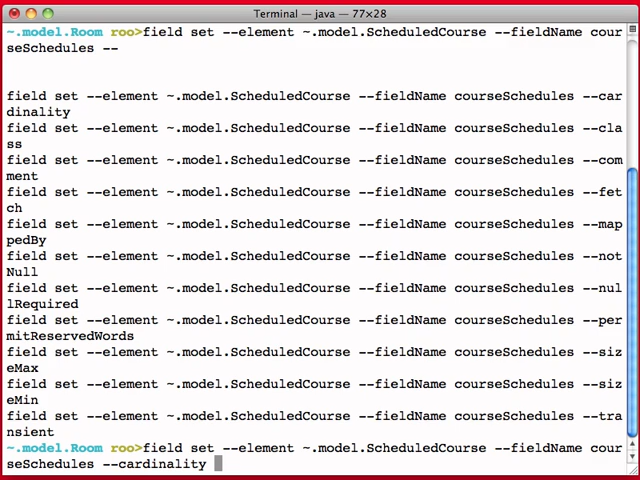 Terminal — java — 77×28
~.model.Room roo>field set --element ~.model.ScheduledCourse --fieldName cour
seSchedules --
field set --element ~.model.ScheduledCourse --fieldName courseSchedules --car
dinality
field set --element ~.model.ScheduledCourse --fieldName courseSchedules --cla
ss
field set --element ~.model.ScheduledCourse --fieldName courseSchedules --com
ment
field set --element ~.model.ScheduledCourse --fieldName courseSchedules --fet
ch
field set --element ~.model.ScheduledCourse --fieldName courseSchedules --map
pedBy
field set --element ~.model.ScheduledCourse --fieldName courseSchedules --not
Null
field set --element ~.model.ScheduledCourse --fieldName courseSchedules --nul
lRequired
field set --element ~.model.ScheduledCourse --fieldName courseSchedules --per
mitReservedWords
field set --element ~.model.ScheduledCourse --fieldName courseSchedules --siz
eMax
field set --element ~.model.ScheduledCourse --fieldName courseSchedules --siz
eMin
field set --element ~.model.ScheduledCourse --fieldName courseSchedules --tra
nsient
~.model.Room roo>field set --element ~.model.ScheduledCourse --fieldName cour
seSchedules --cardinality